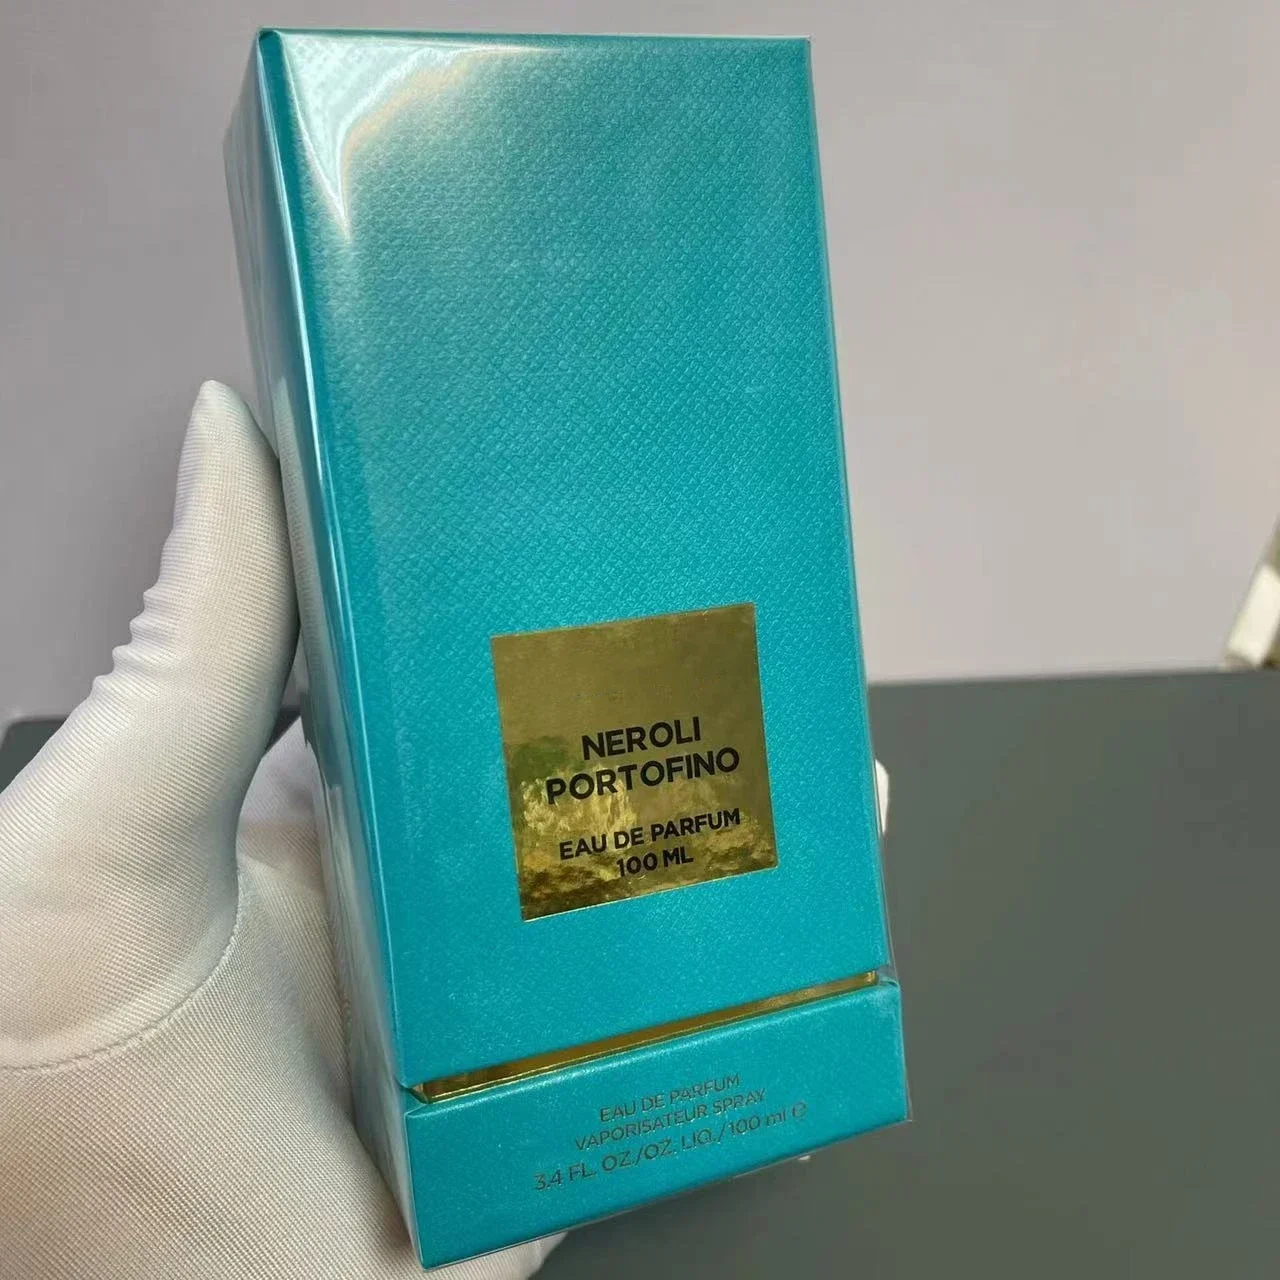 NEROLI
PORTOFINO
EAU DE PARFUM
100 ML
EAU DE PARFUM
VAPORISATEUR SPRAY
3.4 FL. OZ./OZ. LIQ./100 ml ℮